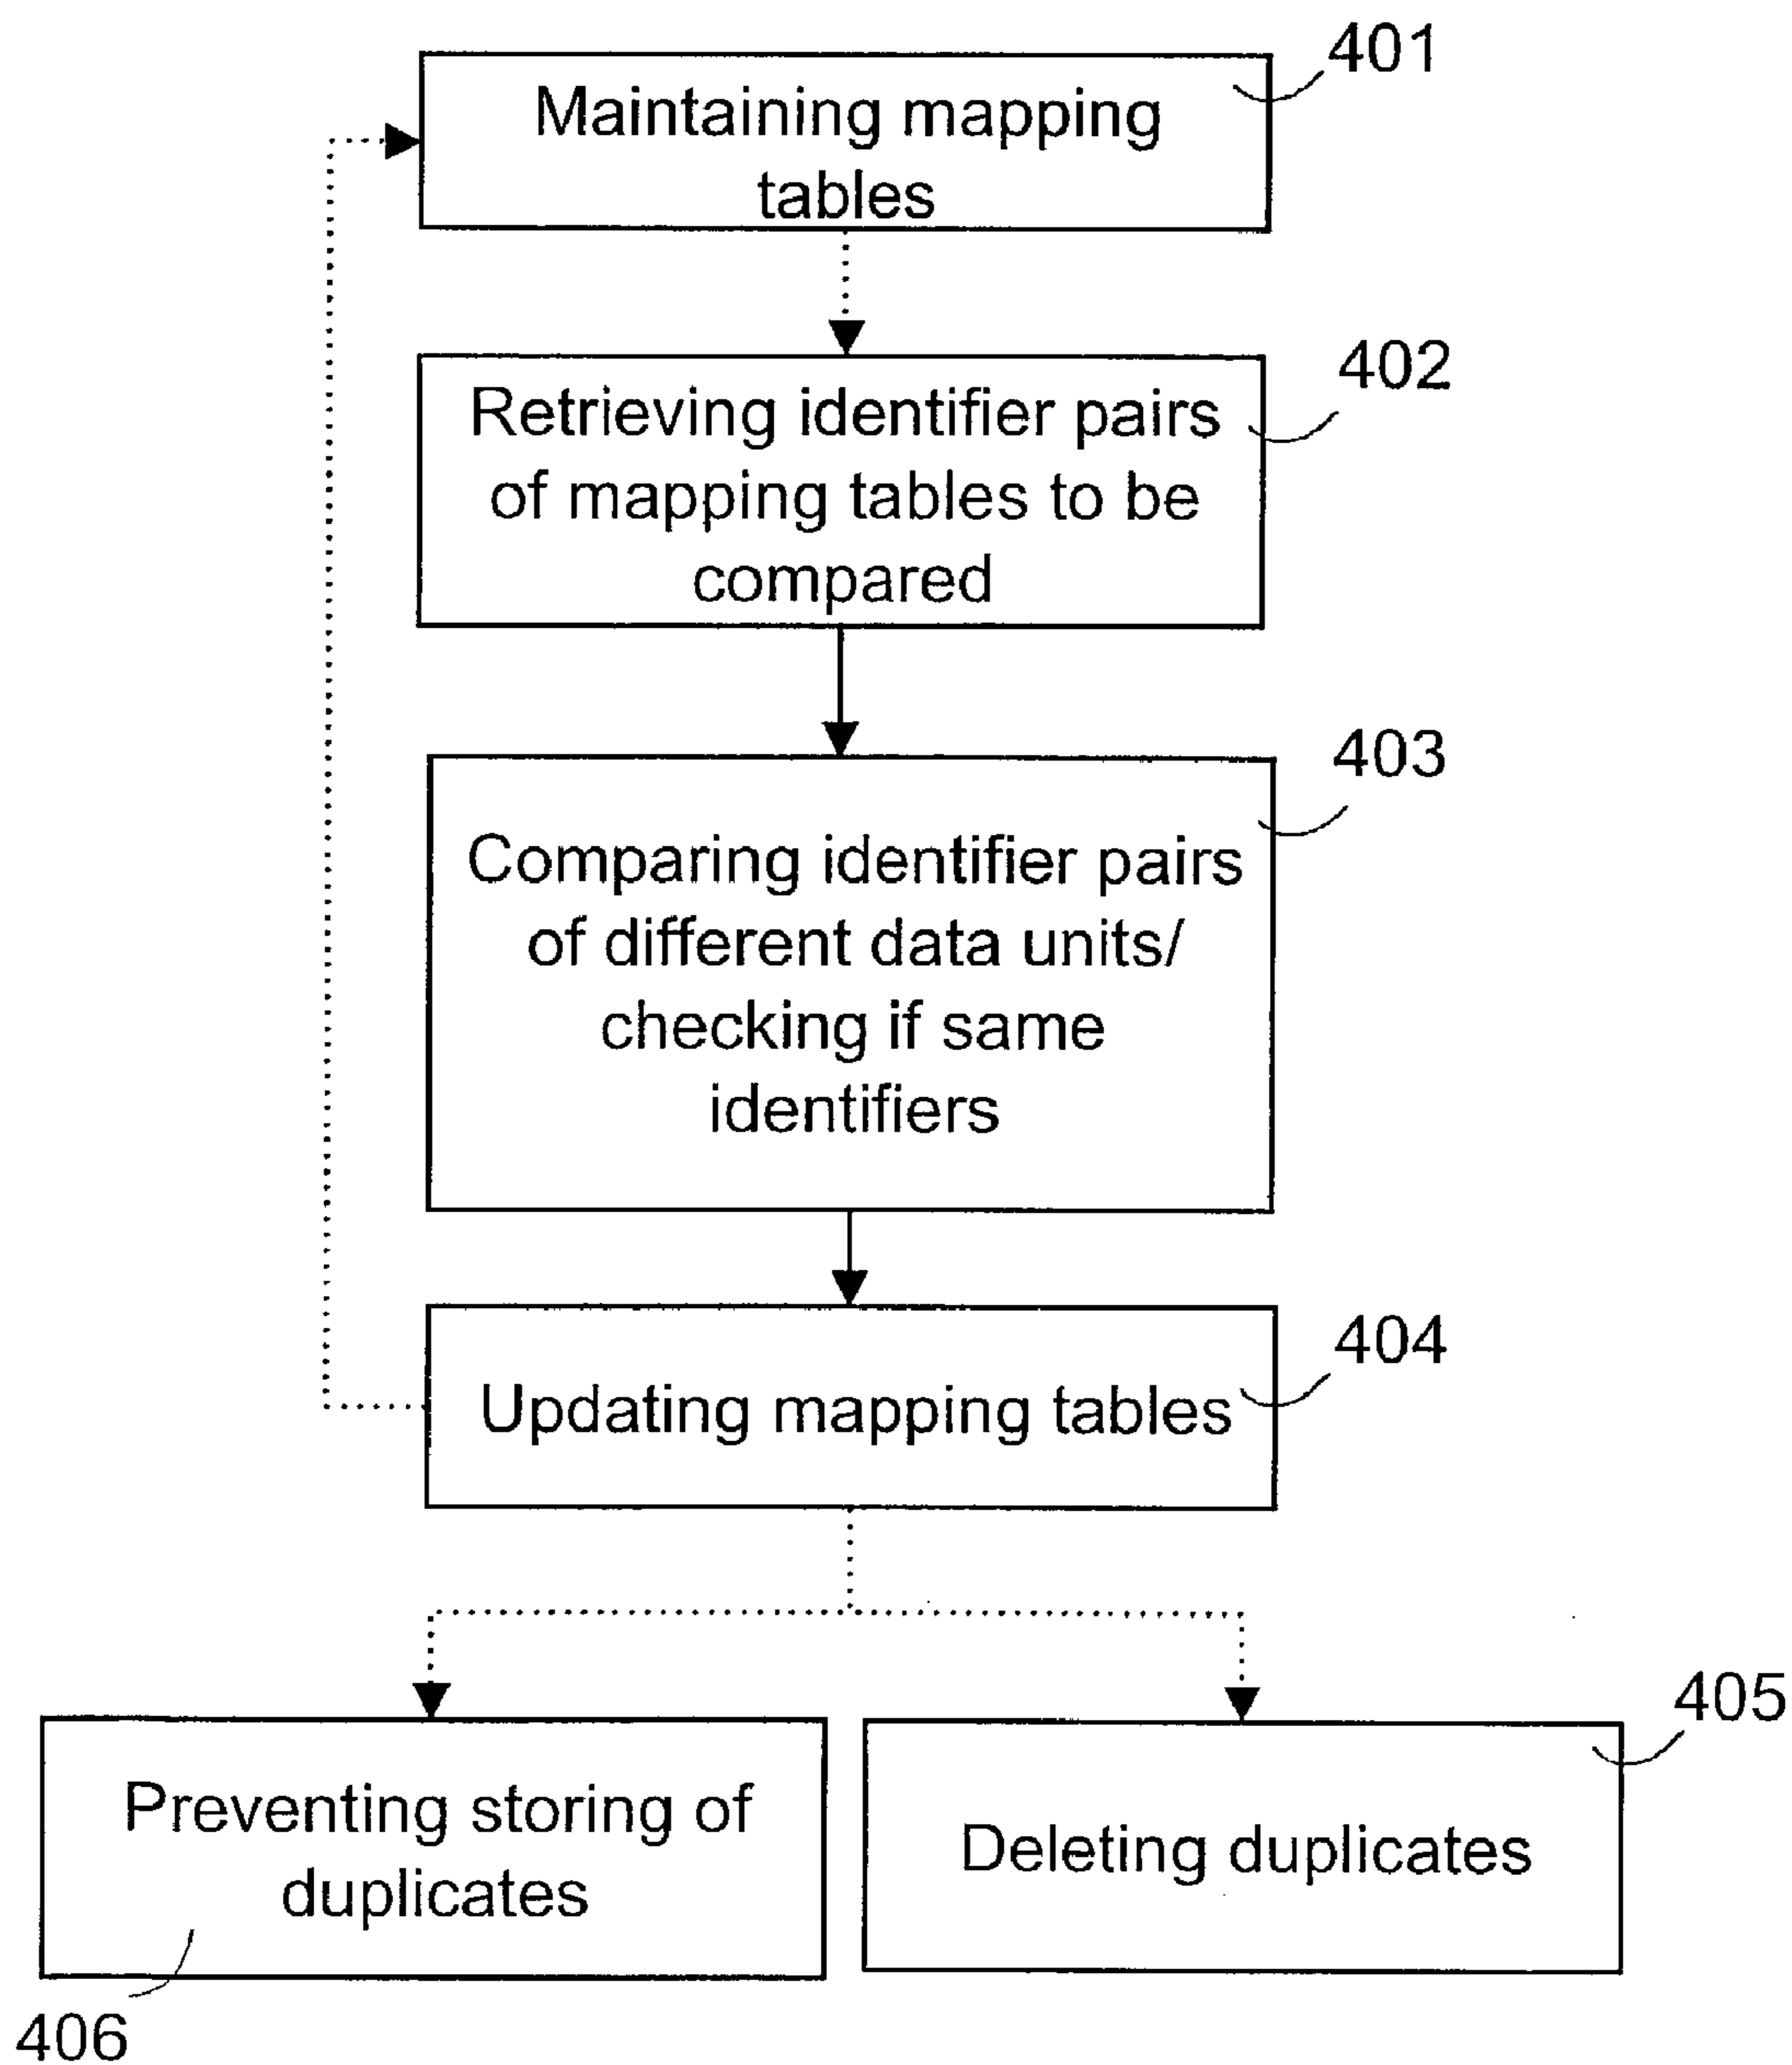 401
Maintaining mapping
tables
402
Retrieving identifier pairs
of mapping tables to be
compared
403
Comparing identifier pairs
of different data units/
checking if same
identifiers
404
Updating mapping tables
405
Preventing storing of
duplicates
Deleting duplicates
406